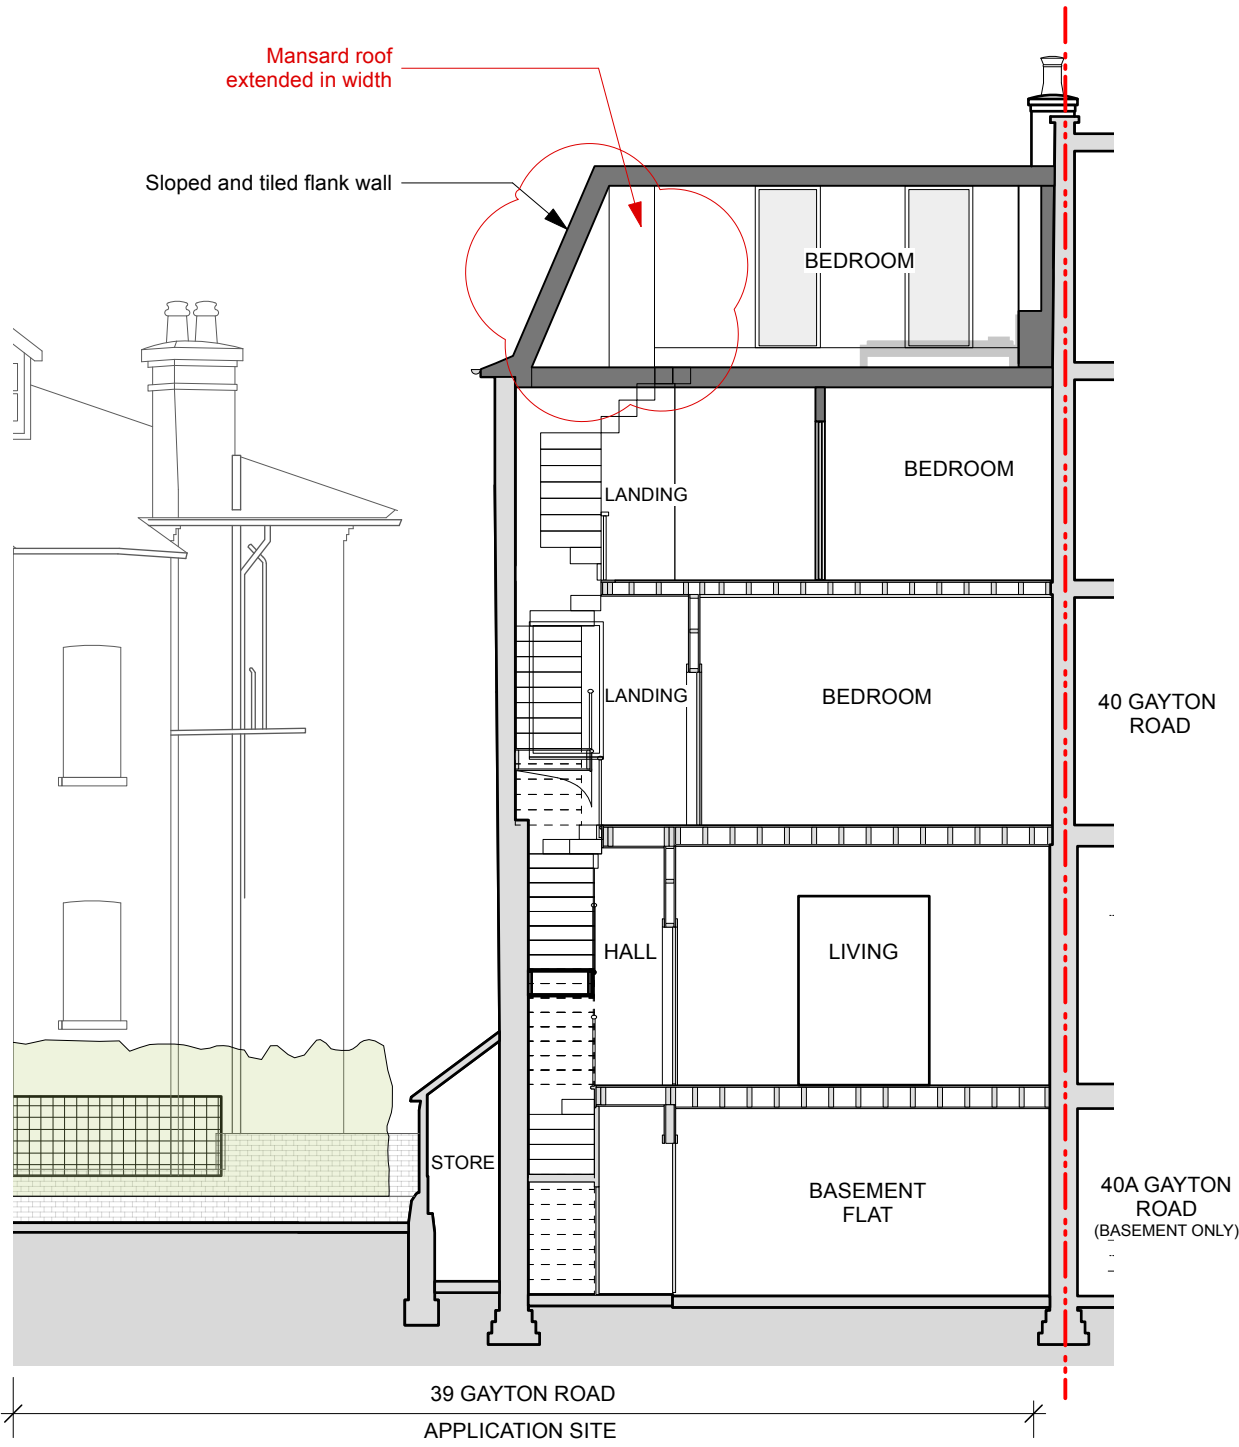 Mansard roof
extended in width
Sloped and tiled flank wall
BEDROOM
BEDROOM
LANDING
LANDING
BEDROOM
40 GAYTON
ROAD
HALL
LIVING
STORE
BASEMENT
FLAT
40A GAYTON
ROAD
(BASEMENT ONLY)
39 GAYTON ROAD
APPLICATION SITE